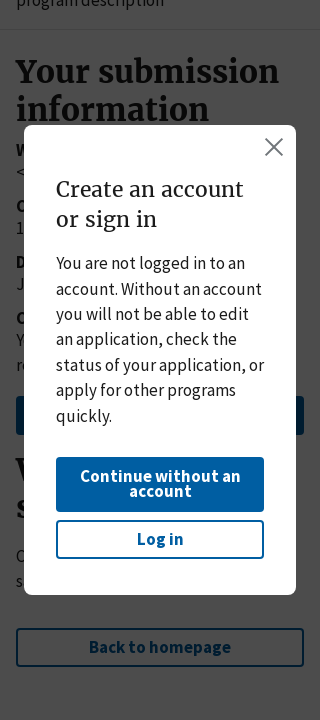 program description
Your submission
information
Create an account
or sign in
You are not logged in to an
account. Without an account
you will not be able to edit
an application, check the
status of your application, or
apply for other programs
quickly.
Continue without an
account
Log in
Back to homepage